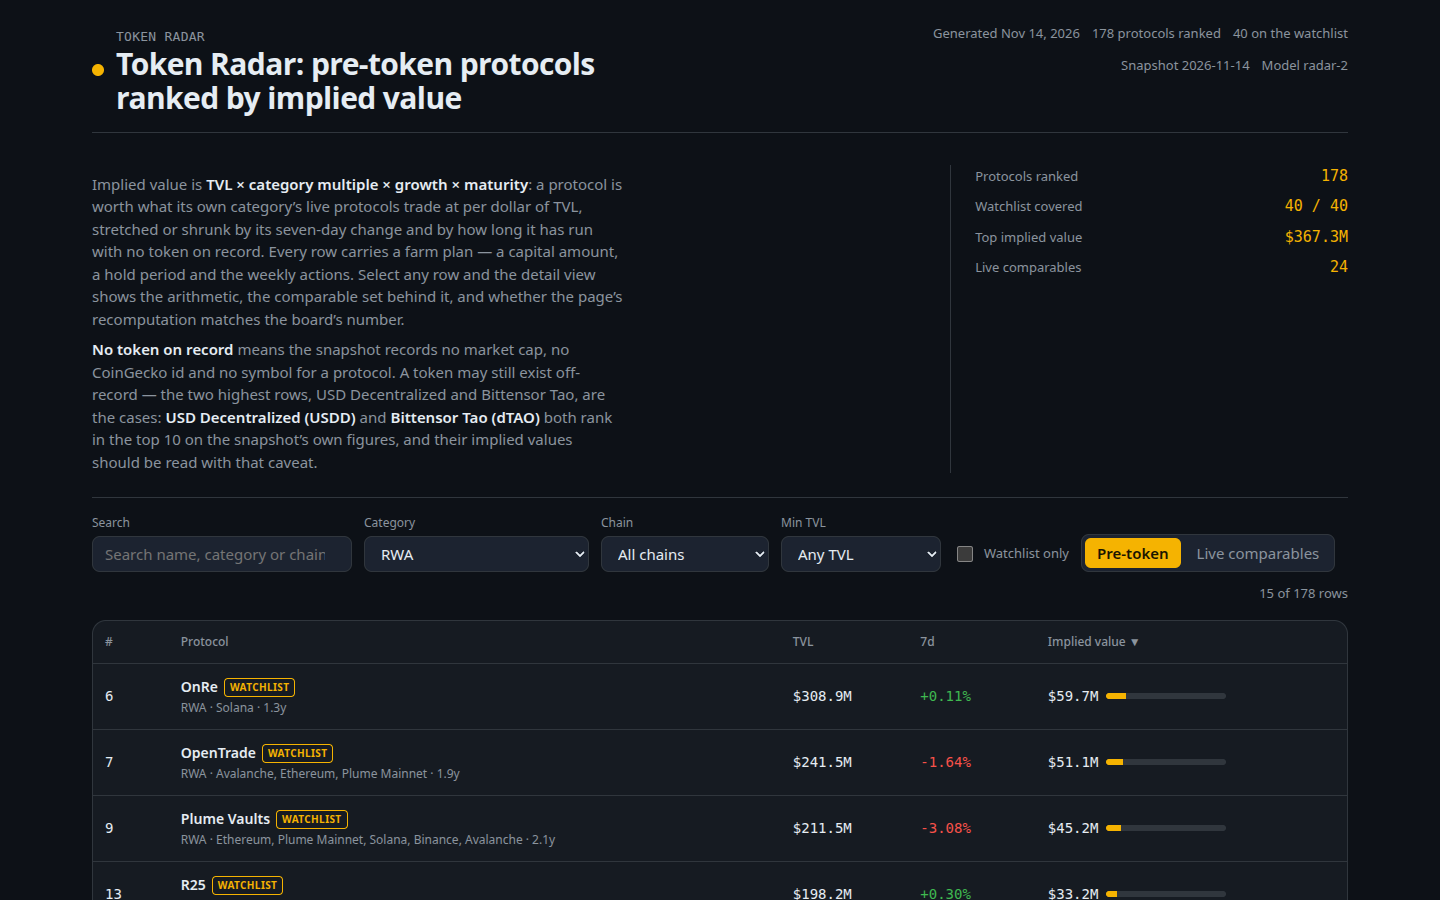 TOKEN RADAR
Token Radar: pre-token protocols
ranked by implied value
Generated Nov 14, 2026 178 protocols ranked 40 on the watchlist
Snapshot 2026-11-14 Model radar-2
Implied value is TVL × category multiple × growth × maturity: a protocol is
worth what its own category’s live protocols trade at per dollar of TVL,
stretched or shrunk by its seven-day change and by how long it has run
with no token on record. Every row carries a farm plan — a capital amount,
a hold period and the weekly actions. Select any row and the detail view
shows the arithmetic, the comparable set behind it, and whether the page’s
recomputation matches the board’s number.
No token on record means the snapshot records no market cap, no
CoinGecko id and no symbol for a protocol. A token may still exist off-
record — the two highest rows, USD Decentralized and Bittensor Tao, are
the cases: USD Decentralized (USDD) and Bittensor Tao (dTAO) both rank
in the top 10 on the snapshot’s own figures, and their implied values
should be read with that caveat.
Protocols ranked 178
Watchlist covered 40 / 40
Top implied value $367.3M
Live comparables 24
Search Category Chain Min TVL
Search name, category or chain RWA All chains Any TVL Watchlist only Pre-token Live comparables
15 of 178 rows
# Protocol TVL 7d Implied value ▼
6 OnRe WATCHLIST $308.9M +0.11% $59.7M
RWA · Solana · 1.3y
7 OpenTrade WATCHLIST $241.5M -1.64% $51.1M
RWA · Avalanche, Ethereum, Plume Mainnet · 1.9y
9 Plume Vaults WATCHLIST $211.5M -3.08% $45.2M
RWA · Ethereum, Plume Mainnet, Solana, Binance, Avalanche · 2.1y
13 R25 WATCHLIST $198.2M +0.30% $33.2M